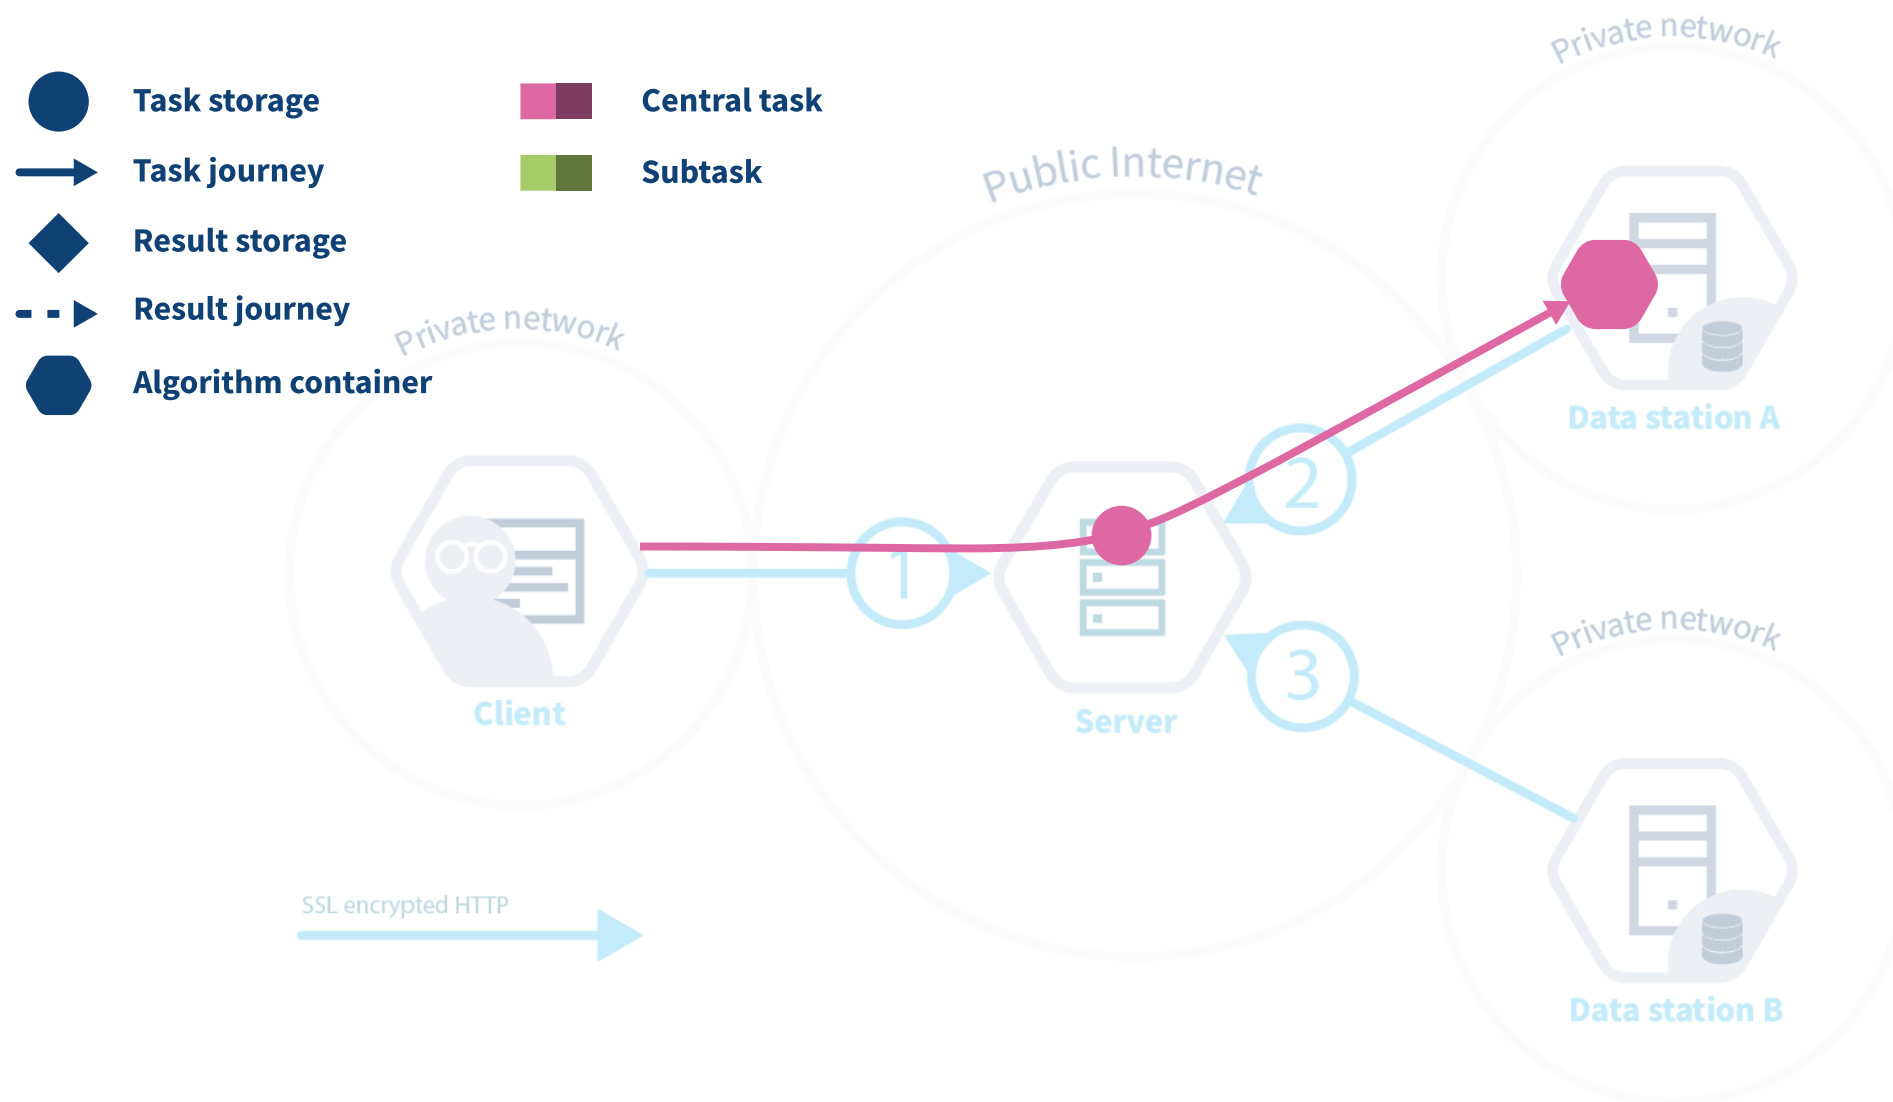 Task storage
Task journey
Result storage
Result journey
Algorithm container
Central task
Subtask
Private network
Public Internet
Private network
Private network
1
2
3
Client
Server
Data station A
Data station B
SSL encrypted HTTP